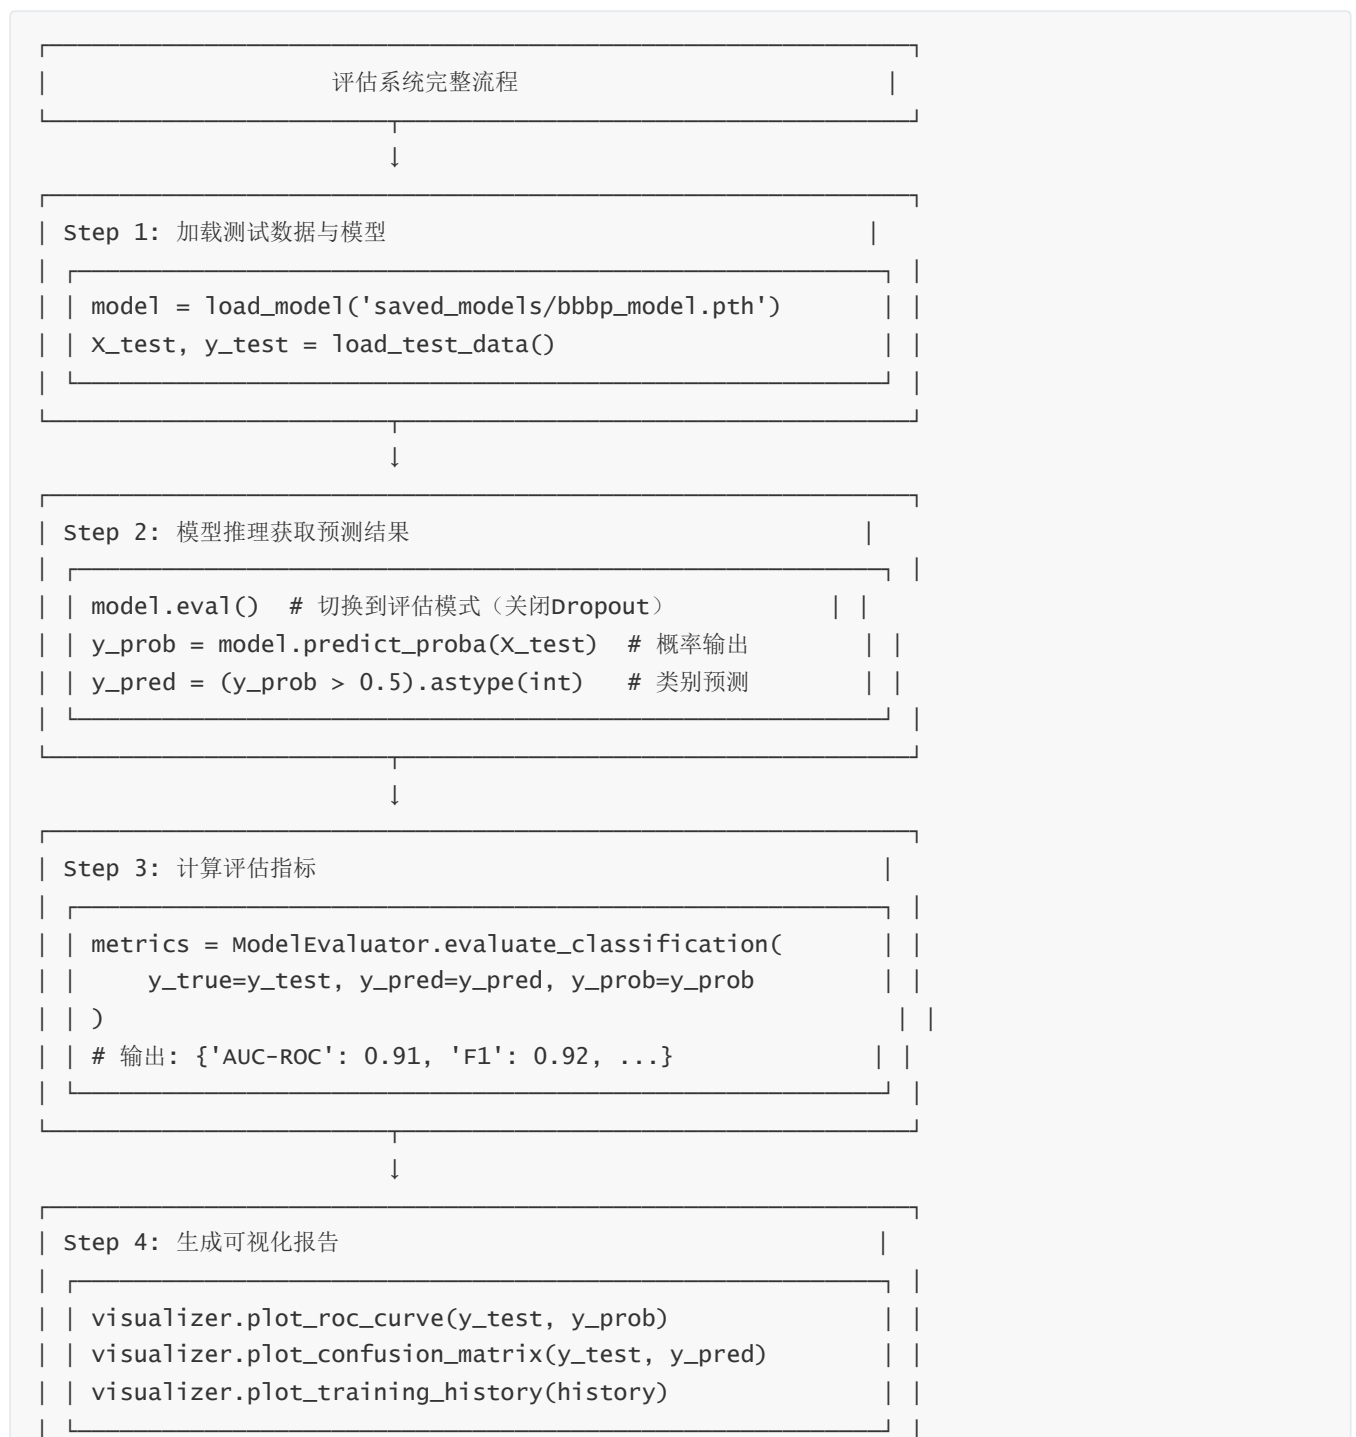 评估系统完整流程
↓
Step 1: 加载测试数据与模型
model = load_model('saved_models/bbbp_model.pth')
X_test, y_test = load_test_data()
↓
Step 2: 模型推理获取预测结果
model.eval()  # 切换到评估模式（关闭Dropout）
y_prob = model.predict_proba(X_test)  # 概率输出
y_pred = (y_prob > 0.5).astype(int)   # 类别预测
↓
Step 3: 计算评估指标
metrics = ModelEvaluator.evaluate_classification(
    y_true=y_test, y_pred=y_pred, y_prob=y_prob
)
# 输出: {'AUC-ROC': 0.91, 'F1': 0.92, ...}
↓
Step 4: 生成可视化报告
visualizer.plot_roc_curve(y_test, y_prob)
visualizer.plot_confusion_matrix(y_test, y_pred)
visualizer.plot_training_history(history)